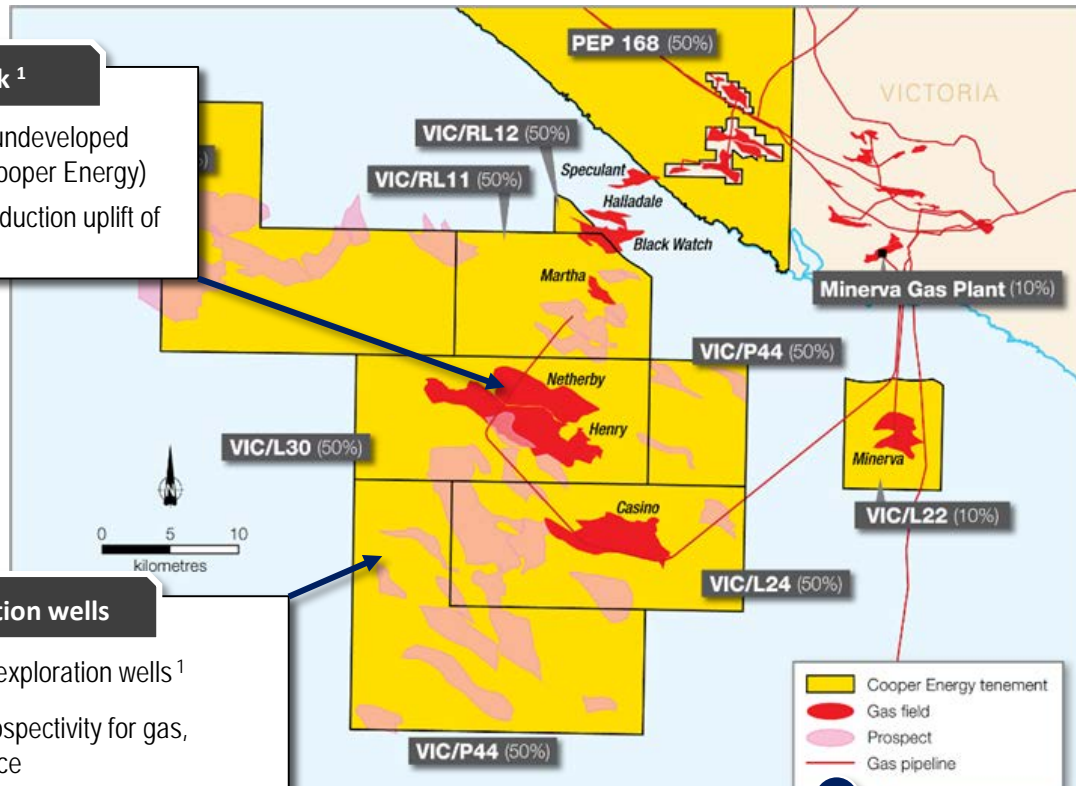 k ¹
undeveloped
ooper Energy)
duction uplift of
PEP 168 (50%)
VICTORIA
VIC/RL12 (50%)
Speculant
VIC/RL11 (50%)
Halladale
Black Watch
Martha
Minerva Gas Plant (10%)
VIC/P44 (50%)
Netherby
Henry
VIC/L30 (50%)
Minerva
N
Casino
VIC/L22 (10%)
0 5 10
kilometres
VIC/L24 (50%)
tion wells
exploration wells ¹
ospectivity for gas,
ce
VIC/P44 (50%)
Cooper Energy tenement
Gas field
Prospect
Gas pipeline